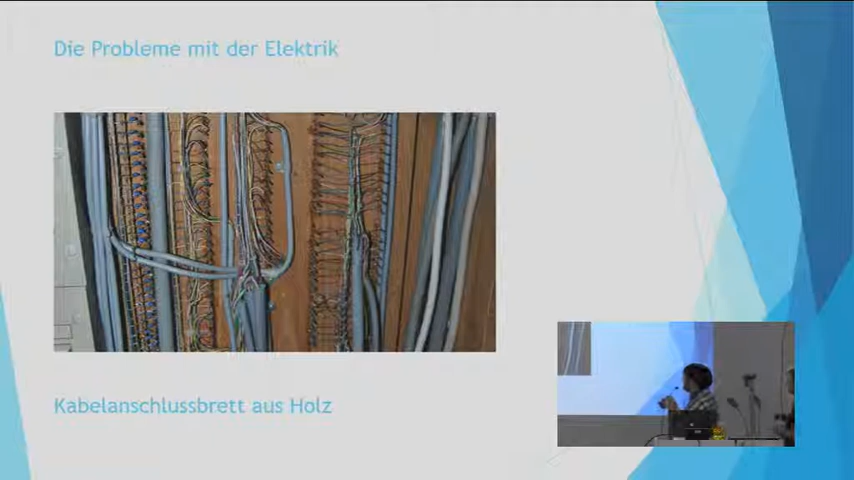 Die Probleme mit der Elektrik
Kabelanschlussbrett aus Holz